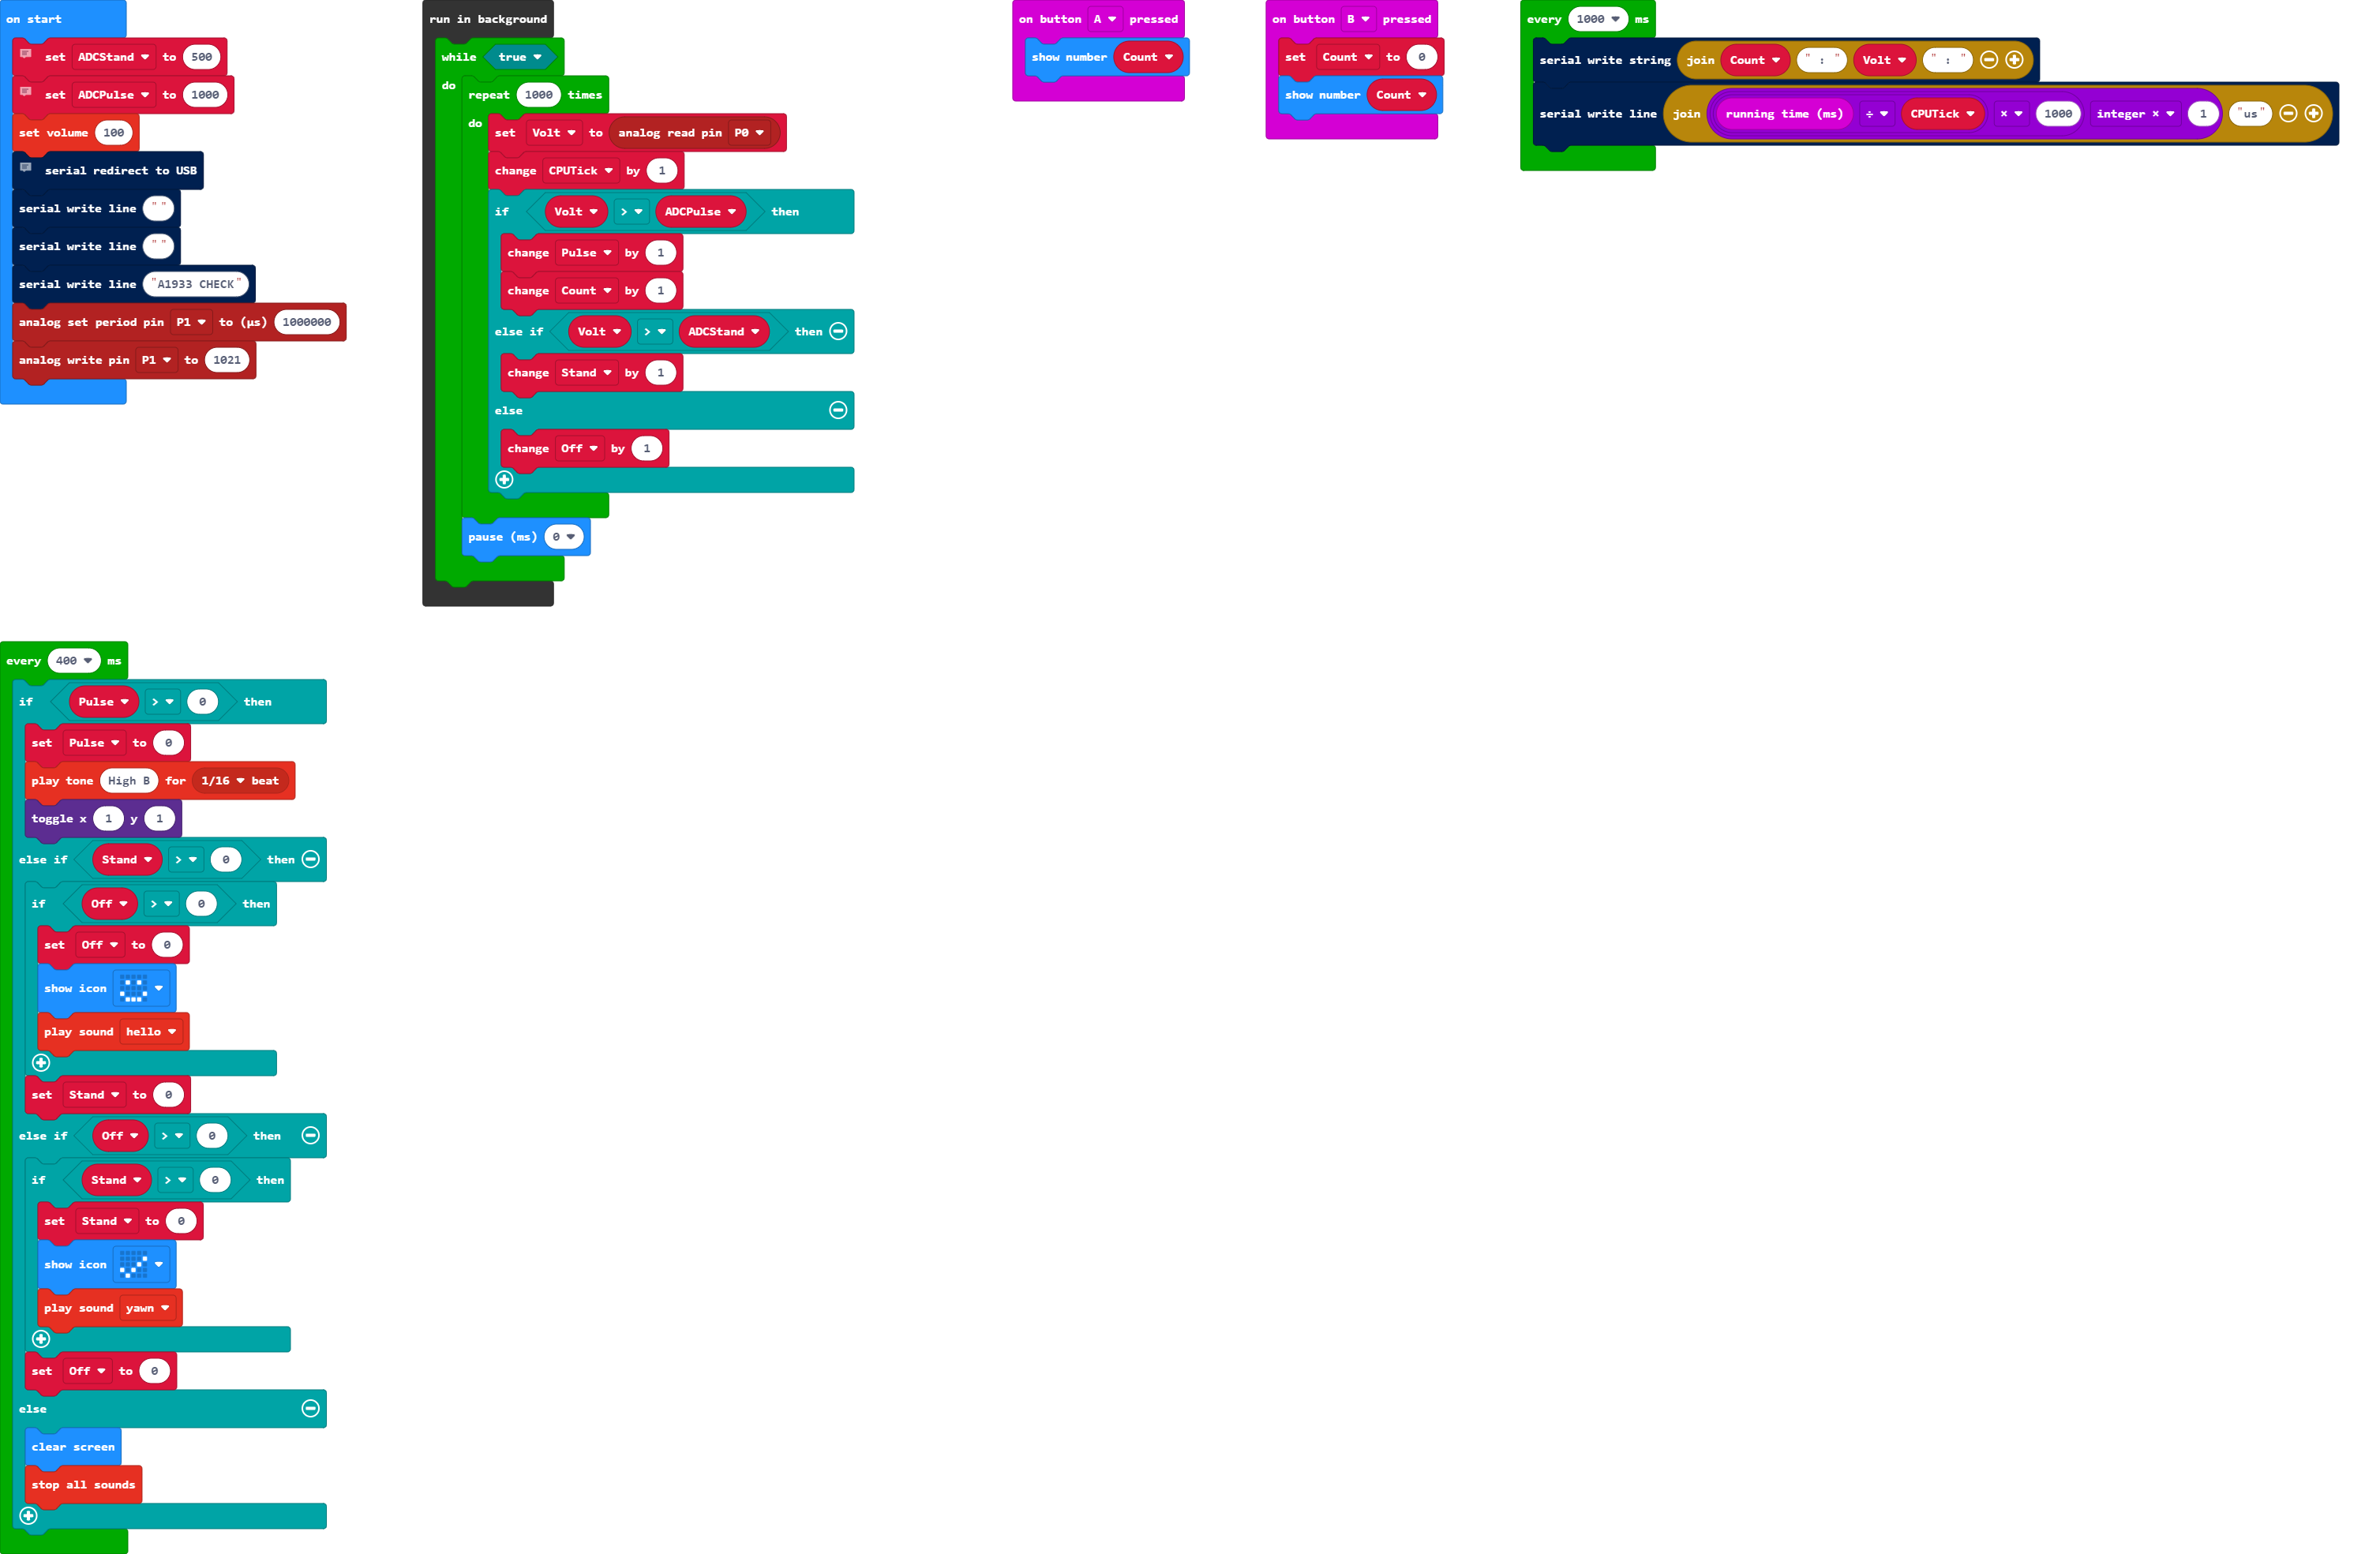 on start
set ADCStand to 500
set ADCPulse to 1000
set volume 100
serial redirect to USB
serial write line " "
serial write line " "
serial write line "A1933 CHECK"
analog set period pin P1 to (µs) 1000000
analog write pin P1 to 1021
run in background
while true
do
repeat 1000 times
do
set Volt to analog read pin P0
change CPUTick by 1
if Volt > ADCPulse then
change Pulse by 1
change Count by 1
else if Volt > ADCStand then
change Stand by 1
else
change Off by 1
pause (ms) 0
on button A pressed
show number Count
on button B pressed
set Count to 0
show number Count
every 1000 ms
serial write string join Count " : " Volt " : "
serial write line join running time (ms) ÷ CPUTick × 1000 integer × 1 "us"
every 400 ms
if Pulse > 0 then
set Pulse to 0
play tone High B for 1/16 beat
toggle x 1 y 1
else if Stand > 0 then
if Off > 0 then
set Off to 0
show icon
play sound hello
set Stand to 0
else if Off > 0 then
if Stand > 0 then
set Stand to 0
show icon
play sound yawn
set Off to 0
else
clear screen
stop all sounds